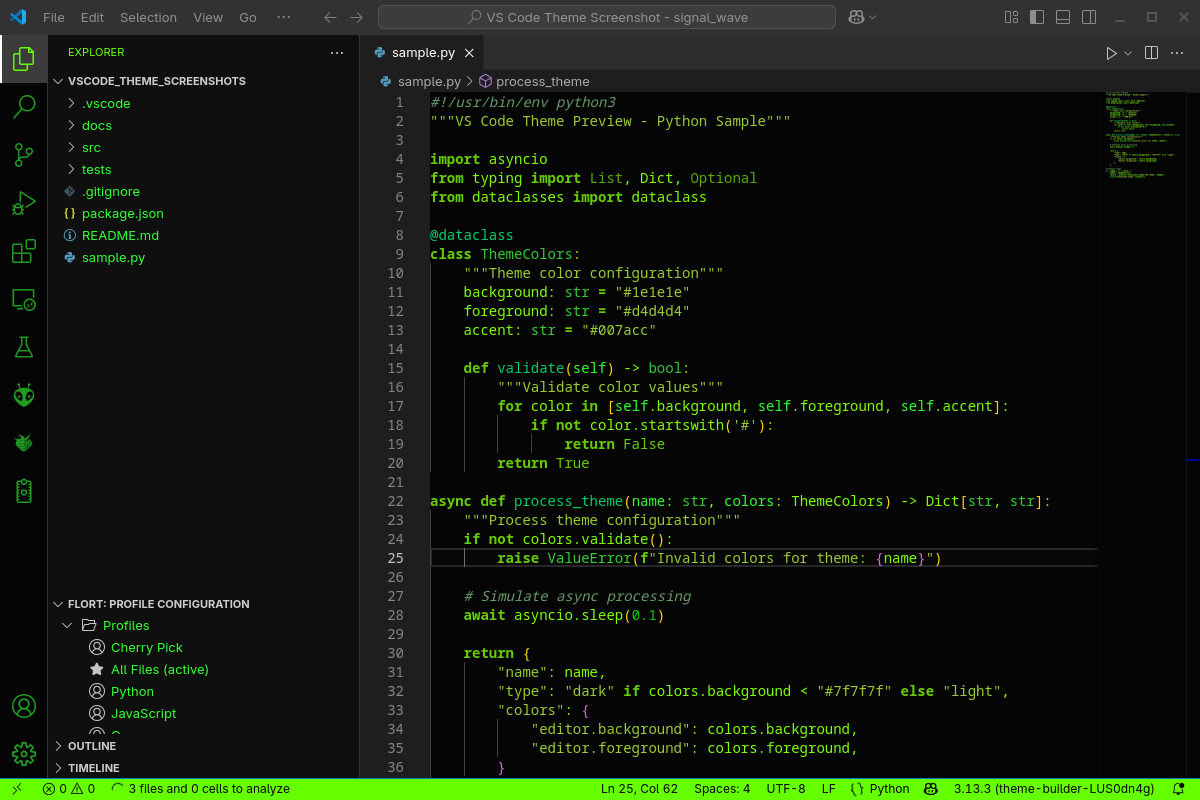 File Edit Selection View Go ··· VS Code Theme Screenshot - signal_wave
EXPLORER
VSCODE_THEME_SCREENSHOTS
.vscode
docs
src
tests
.gitignore
package.json
README.md
sample.py
FLORT: PROFILE CONFIGURATION
Profiles
Cherry Pick
All Files (active)
Python
JavaScript
OUTLINE
TIMELINE
sample.py
sample.py > process_theme
1 #!/usr/bin/env python3
2 """VS Code Theme Preview - Python Sample"""
3
4 import asyncio
5 from typing import List, Dict, Optional
6 from dataclasses import dataclass
7
8 @dataclass
9 class ThemeColors:
10 """Theme color configuration"""
11 background: str = "#1e1e1e"
12 foreground: str = "#d4d4d4"
13 accent: str = "#007acc"
14
15 def validate(self) -> bool:
16 """Validate color values"""
17 for color in [self.background, self.foreground, self.accent]:
18 if not color.startswith('#'):
19 return False
20 return True
21
22 async def process_theme(name: str, colors: ThemeColors) -> Dict[str, str]:
23 """Process theme configuration"""
24 if not colors.validate():
25 raise ValueError(f"Invalid colors for theme: {name}")
26
27 # Simulate async processing
28 await asyncio.sleep(0.1)
29
30 return {
31 "name": name,
32 "type": "dark" if colors.background < "#7f7f7f" else "light",
33 "colors": {
34 "editor.background": colors.background,
35 "editor.foreground": colors.foreground,
36 }
0 0 3 files and 0 cells to analyze Ln 25, Col 62 Spaces: 4 UTF-8 LF {} Python 3.13.3 (theme-builder-LUS0dn4g)